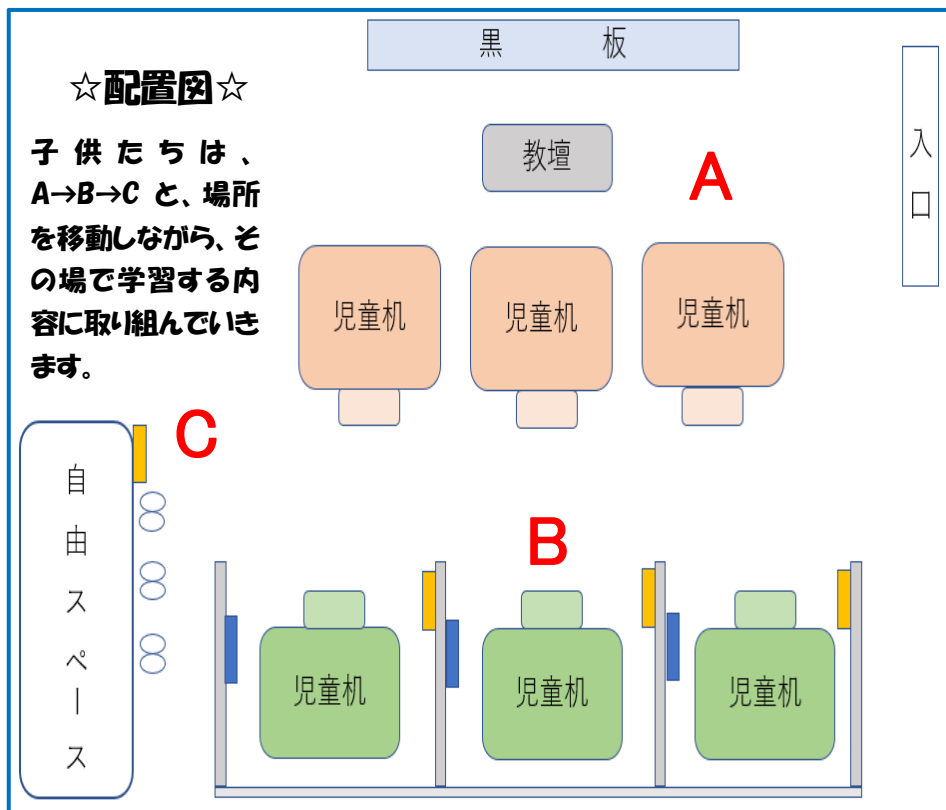 黒板
☆配置図☆
子供たちは、
A→B→C と、場所
を移動しながら、そ
の場で学習する内
容に取り組んでいき
ます。
教壇
A
入口
児童机
児童机
児童机
C
自由スペース
B
児童机
児童机
児童机